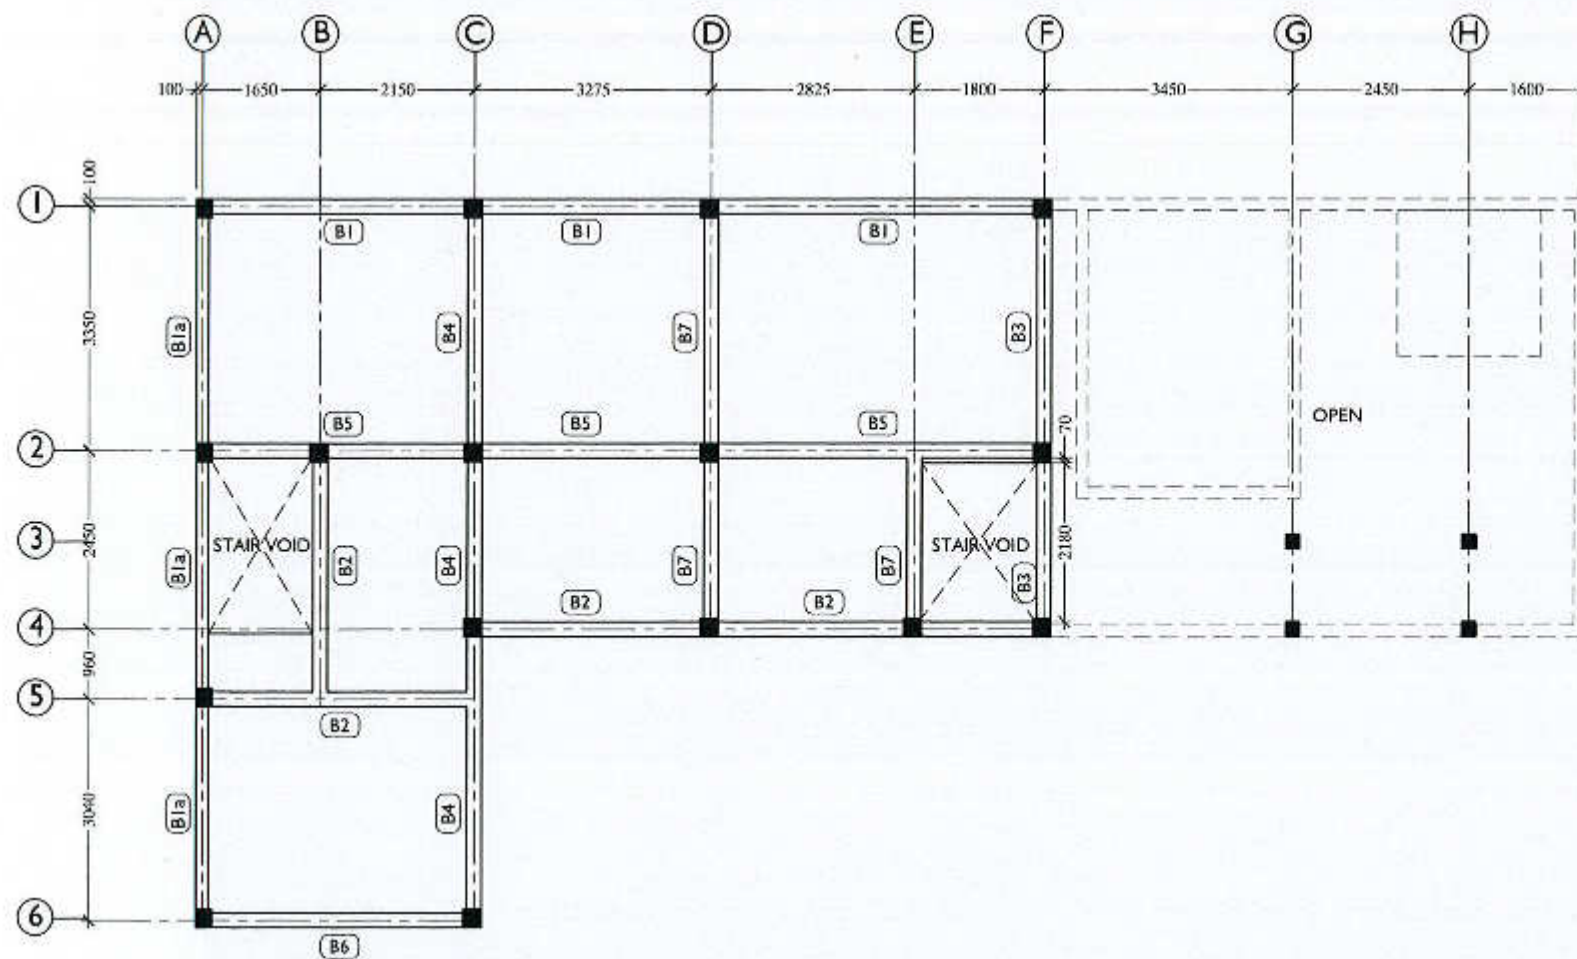 A B C D E F G H
100 1650 2150 3275 2825 1800 3450 2450 1600
100
1
B1 B1 B1
3350
B1a B4 B7 B3
OPEN
B5 B5 B5
70
2
2450
3
STAIR VOID STAIR VOID
2180
B1a B2 B4 B7 B7 B3
B2 B2
4
960
5
B2
3040
B1a B4
6
B6